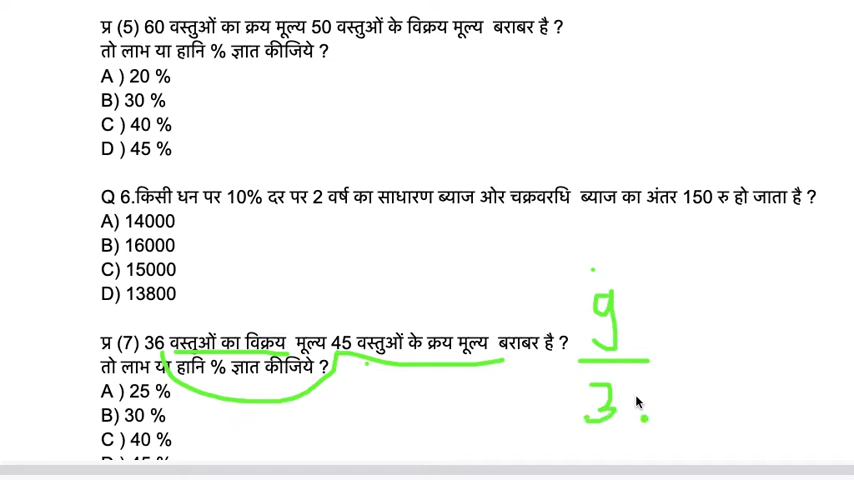 प्र (5) 60 वस्तुओं का क्रय मूल्य 50 वस्तुओं के विक्रय मूल्य बराबर है ?
तो लाभ या हानि % ज्ञात कीजिये ?
A ) 20 %
B) 30 %
C ) 40 %
D ) 45 %
Q 6.किसी धन पर 10% दर पर 2 वर्ष का साधारण ब्याज ओर चक्रवरधि ब्याज का अंतर 150 रु हो जाता है ?
A) 14000
B) 16000
C) 15000
D) 13800
प्र (7) 36 वस्तुओं का विक्रय मूल्य 45 वस्तुओं के क्रय मूल्य बराबर है ?
तो लाभ या हानि % ज्ञात कीजिये ?
A ) 25 %
B) 30 %
C ) 40 %
D ) 45 %
9
3